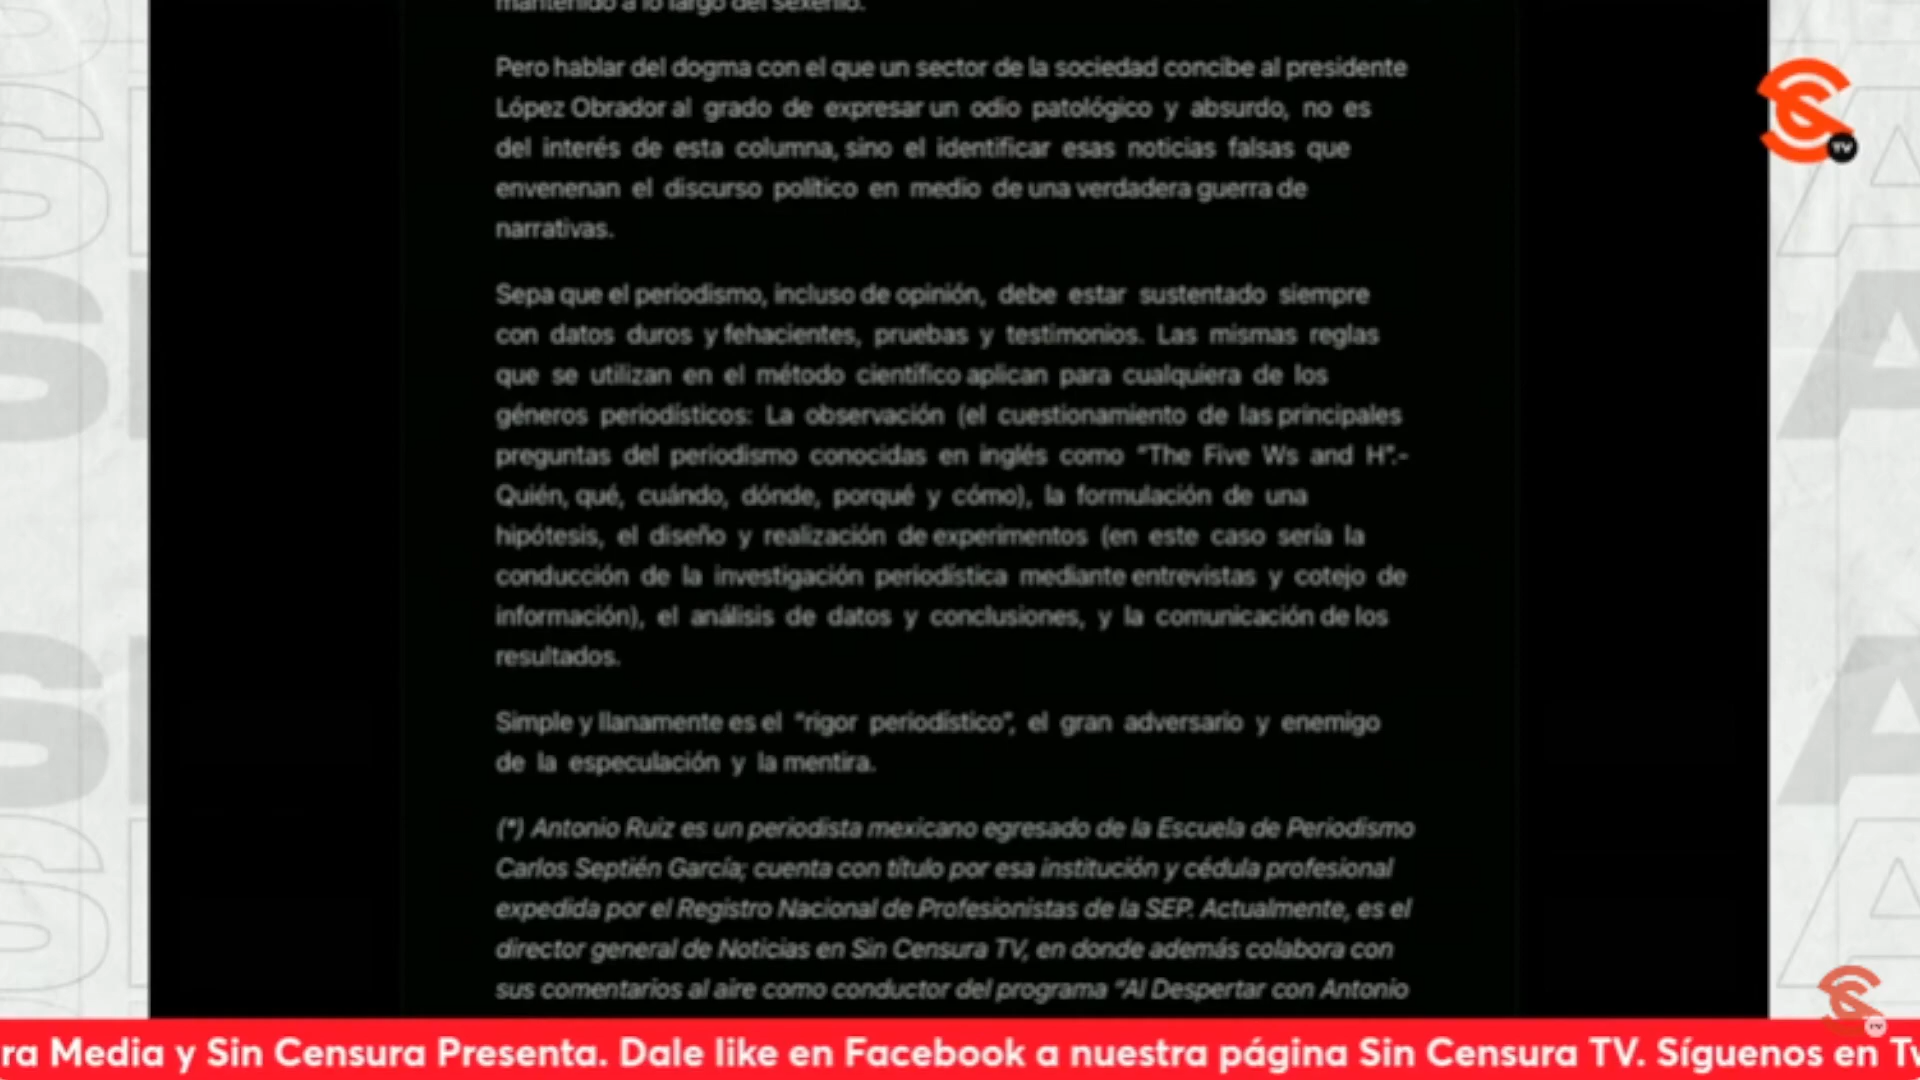 mantenido a lo largo del sexenio.
Pero hablar del dogma con el que un sector de la sociedad concibe al presidente
López Obrador al grado de expresar un odio patológico y absurdo, no es
del interés de esta columna, sino el identificar esas noticias falsas que
envenenan el discurso político en medio de una verdadera guerra de
narrativas.
Sepa que el periodismo, incluso de opinión, debe estar sustentado siempre
con datos duros y fehacientes, pruebas y testimonios. Las mismas reglas
que se utilizan en el método científico aplican para cualquiera de los
géneros periodísticos: La observación (el cuestionamiento de las principales
preguntas del periodismo conocidas en inglés como “The Five Ws and H”.-
Quién, qué, cuándo, dónde, porqué y cómo), la formulación de una
hipótesis, el diseño y realización de experimentos (en este caso sería la
conducción de la investigación periodística mediante entrevistas y cotejo de
información), el análisis de datos y conclusiones, y la comunicación de los
resultados.
Simple y llanamente es el “rigor periodístico”, el gran adversario y enemigo
de la especulación y la mentira.
(*) Antonio Ruiz es un periodista mexicano egresado de la Escuela de Periodismo
Carlos Septién García; cuenta con título por esa institución y cédula profesional
expedida por el Registro Nacional de Profesionistas de la SEP. Actualmente, es el
director general de Noticias en Sin Censura TV, en donde además colabora con
sus comentarios al aire como conductor del programa “Al Despertar con Antonio
TV
TV
ra Media y Sin Censura Presenta. Dale like en Facebook a nuestra página Sin Censura TV. Síguenos en Tw